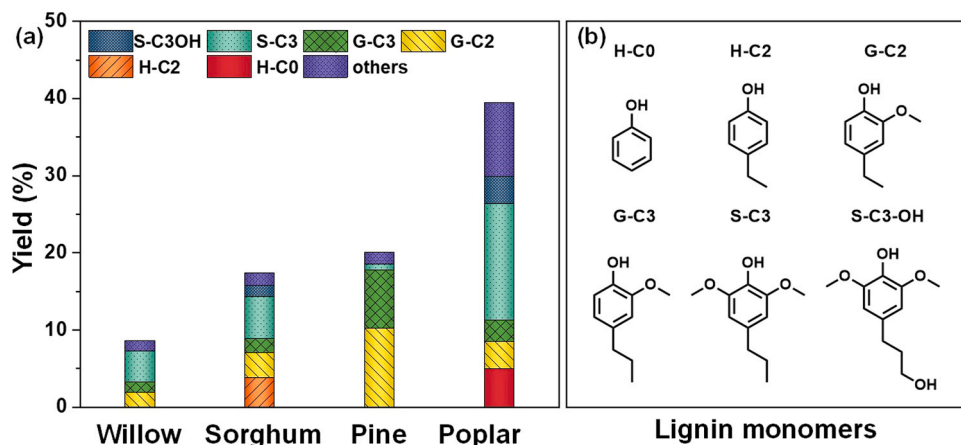 (a)
S-C3OH S-C3 G-C3 G-C2
H-C2 H-C0 others
Yield (%)
50
40
30
20
10
0
Willow Sorghum Pine Poplar
(b)
H-C0 H-C2 G-C2
OH OH OH O
G-C3 S-C3 S-C3-OH
OH O O OH O O OH O
OH
Lignin monomers